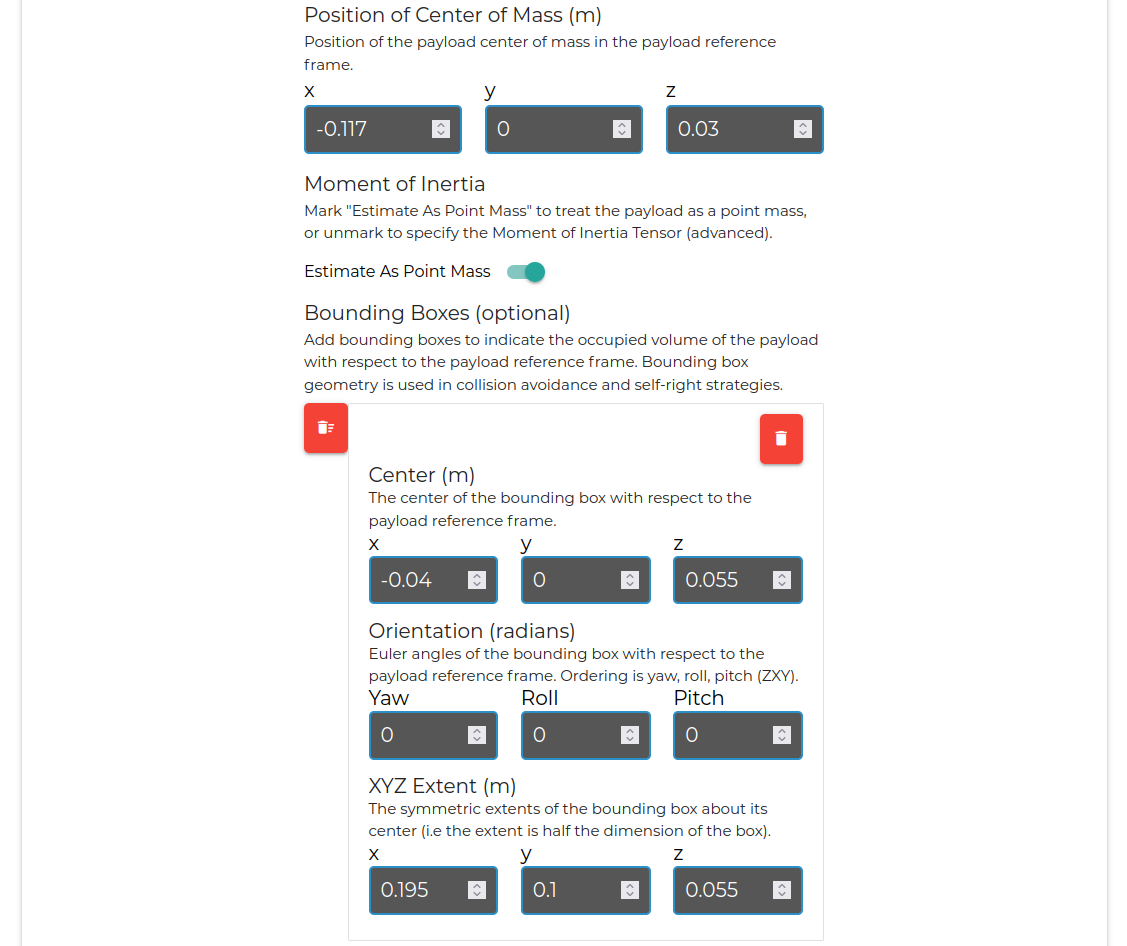 Position of Center of Mass (m)
Position of the payload center of mass in the payload reference
frame.
x y z
-0.117 0 0.03
Moment of Inertia
Mark "Estimate As Point Mass" to treat the payload as a point mass,
or unmark to specify the Moment of Inertia Tensor (advanced).
Estimate As Point Mass
Bounding Boxes (optional)
Add bounding boxes to indicate the occupied volume of the payload
with respect to the payload reference frame. Bounding box
geometry is used in collision avoidance and self-right strategies.
Center (m)
The center of the bounding box with respect to the
payload reference frame.
x y z
-0.04 0 0.055
Orientation (radians)
Euler angles of the bounding box with respect to the
payload reference frame. Ordering is yaw, roll, pitch (ZXY).
Yaw Roll Pitch
0 0 0
XYZ Extent (m)
The symmetric extents of the bounding box about its
center (i.e the extent is half the dimension of the box).
x y z
0.195 0.1 0.055